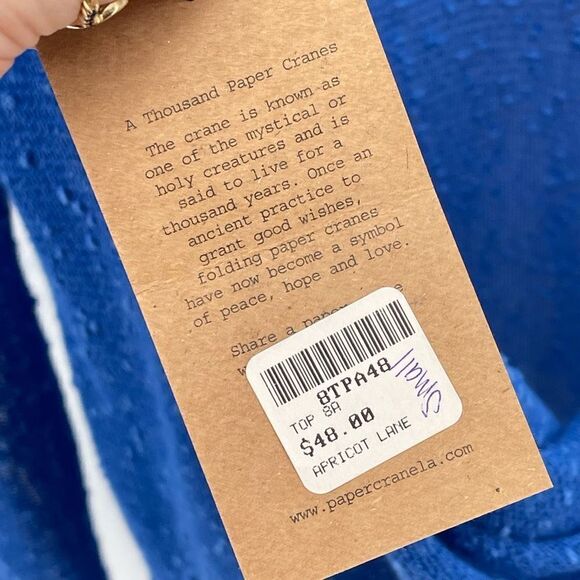 A Thousand Paper Cranes
The crane is known as
one of the mystical or
holy creatures and is
said to live for a
thousand years. Once an
ancient practice to
grant good wishes,
folding paper cranes
have now become a symbol
of peace, hope and love.
Share a paper
8TPA48
TOP SA
$48.00
small
APRICOT LANE
www.papercranela.com